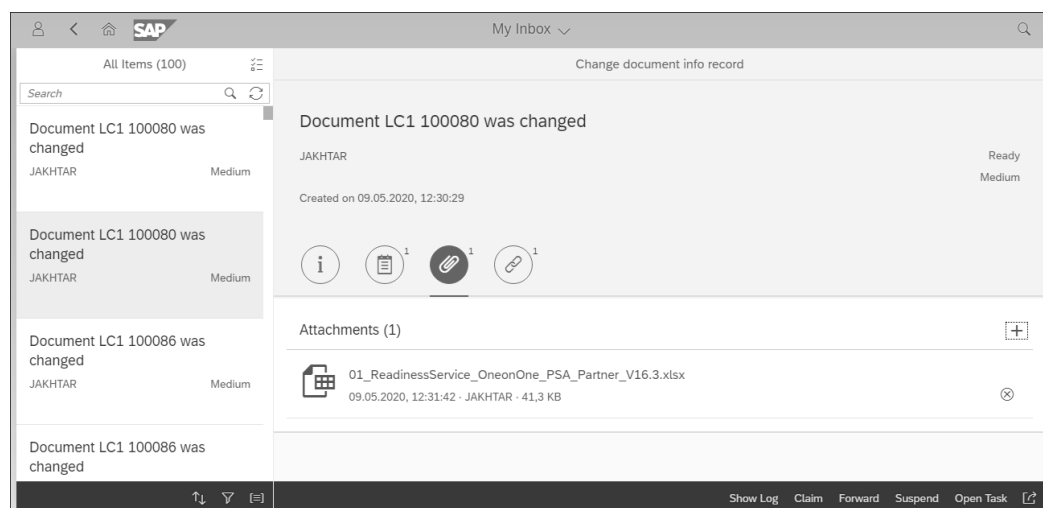 SAP
My Inbox
All Items (100)
Search
Document LC1 100080 was
changed
JAKHTAR Medium
Document LC1 100080 was
changed
JAKHTAR Medium
Document LC1 100086 was
changed
JAKHTAR Medium
Document LC1 100086 was
changed
Change document info record
Document LC1 100080 was changed
JAKHTAR Ready
Medium
Created on 09.05.2020, 12:30:29
i 1 1 1
Attachments (1)
01_ReadinessService_OneonOne_PSA_Partner_V16.3.xlsx
09.05.2020, 12:31:42 · JAKHTAR · 41,3 KB
Show Log Claim Forward Suspend Open Task